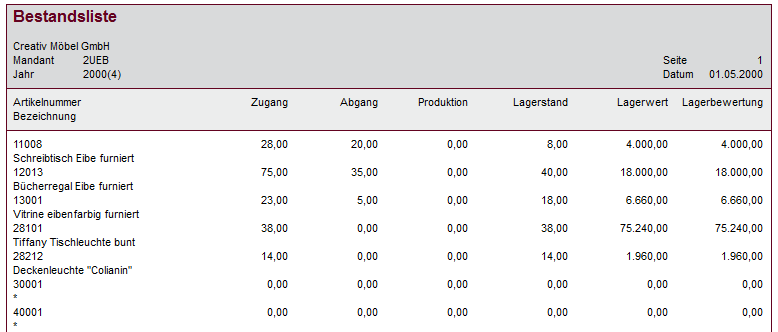 Bestandsliste
Creativ Möbel GmbH
Mandant 2UEB Seite 1
Jahr 2000(4) Datum 01.05.2000
Artikelnummer Zugang Abgang Produktion Lagerstand Lagerwert Lagerbewertung
Bezeichnung
11008 28,00 20,00 0,00 8,00 4.000,00 4.000,00
Schreibtisch Eibe furniert
12013 75,00 35,00 0,00 40,00 18.000,00 18.000,00
Bücherregal Eibe furniert
13001 23,00 5,00 0,00 18,00 6.660,00 6.660,00
Vitrine eibenfarbig furniert
28101 38,00 0,00 0,00 38,00 75.240,00 75.240,00
Tiffany Tischleuchte bunt
28212 14,00 0,00 0,00 14,00 1.960,00 1.960,00
Deckenleuchte "Colianin"
30001 0,00 0,00 0,00 0,00 0,00 0,00
*
40001 0,00 0,00 0,00 0,00 0,00 0,00
*